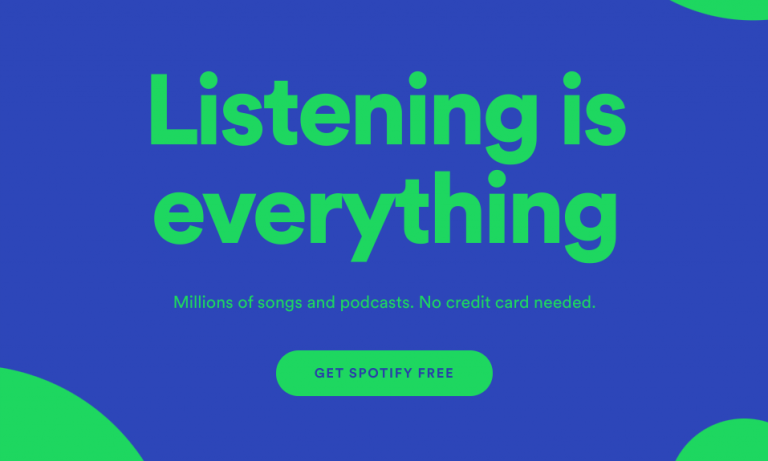 Listening is
everything
Millions of songs and podcasts. No credit card needed.
GET SPOTIFY FREE